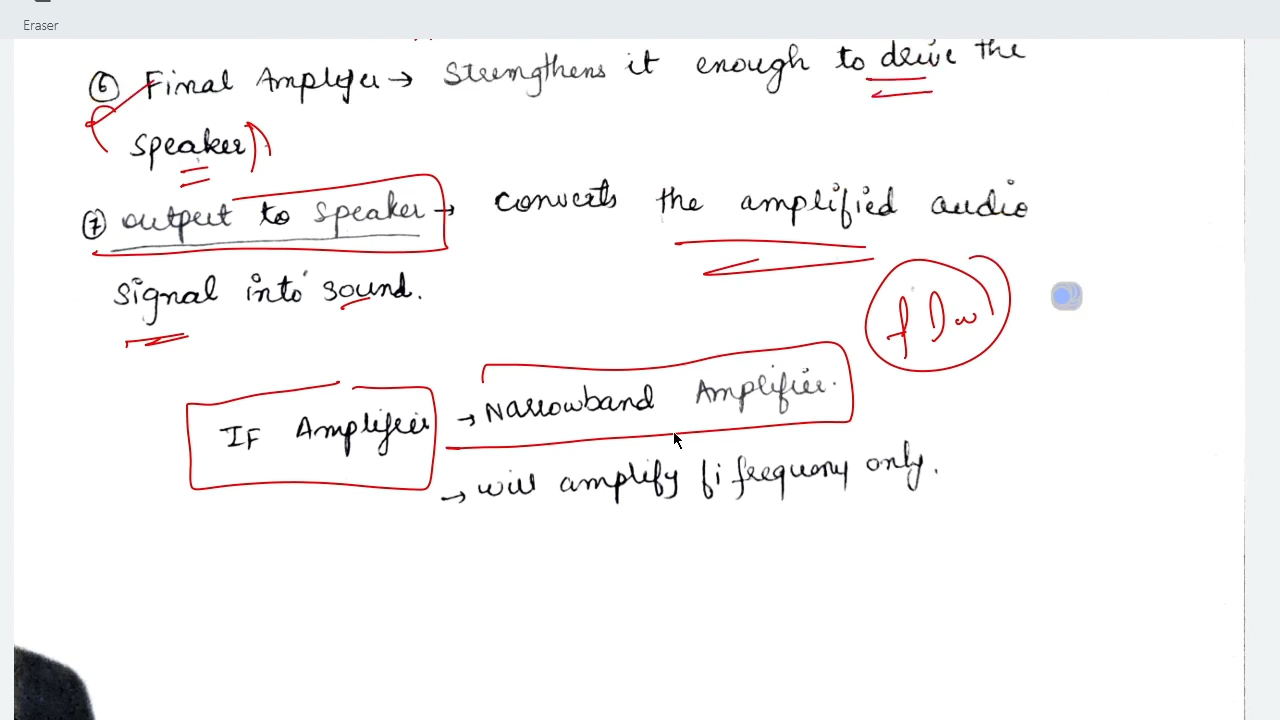 Eraser
⑥ Final Amplifier → Strengthens it enough to drive the
speaker.
⑦ output to speaker → converts the amplified audio
signal into sound.
IF Amplifier → Narrowband Amplifier.
→ will amplify fi frequency only.